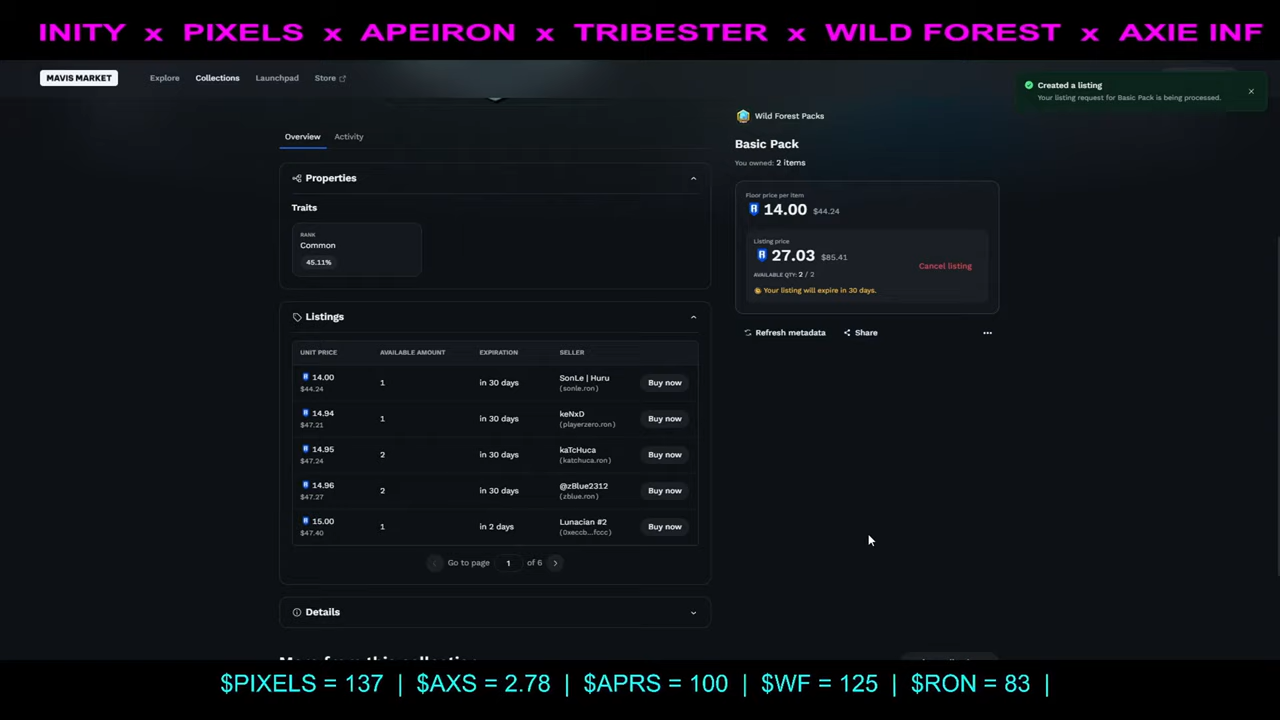 INITY x PIXELS x APEIRON x TRIBESTER x WILD FOREST x AXIE INF
MAVIS MARKET
Explore
Collections
Launchpad
Store
Created a listing
Your listing request for Basic Pack is being processed.
Overview
Activity
Properties
Traits
RANK
Common
45.11%
Listings
UNIT PRICE AVAILABLE AMOUNT EXPIRATION SELLER
14.00 1 in 30 days SonLe | Huru Buy now
$44.24 (sonle.ron)
14.94 1 in 30 days keNxD Buy now
$47.21 (playerzero.ron)
14.95 2 in 30 days kaTcHuca Buy now
$47.24 (katchuca.ron)
14.96 2 in 30 days @zBlue2312 Buy now
$47.27 (zblue.ron)
15.00 1 in 2 days Lunacian #2 Buy now
$47.40 (0xeccb...fccc)
Go to page 1 of 6
Details
Wild Forest Packs
Basic Pack
You owned: 2 items
Floor price per item
14.00 $44.24
Listing price
27.03 $85.41
AVAILABLE QTY: 2 / 2
Cancel listing
Your listing will expire in 30 days.
Refresh metadata
Share
More from this collection
$PIXELS = 137 | $AXS = 2.78 | $APRS = 100 | $WF = 125 | $RON = 83 |